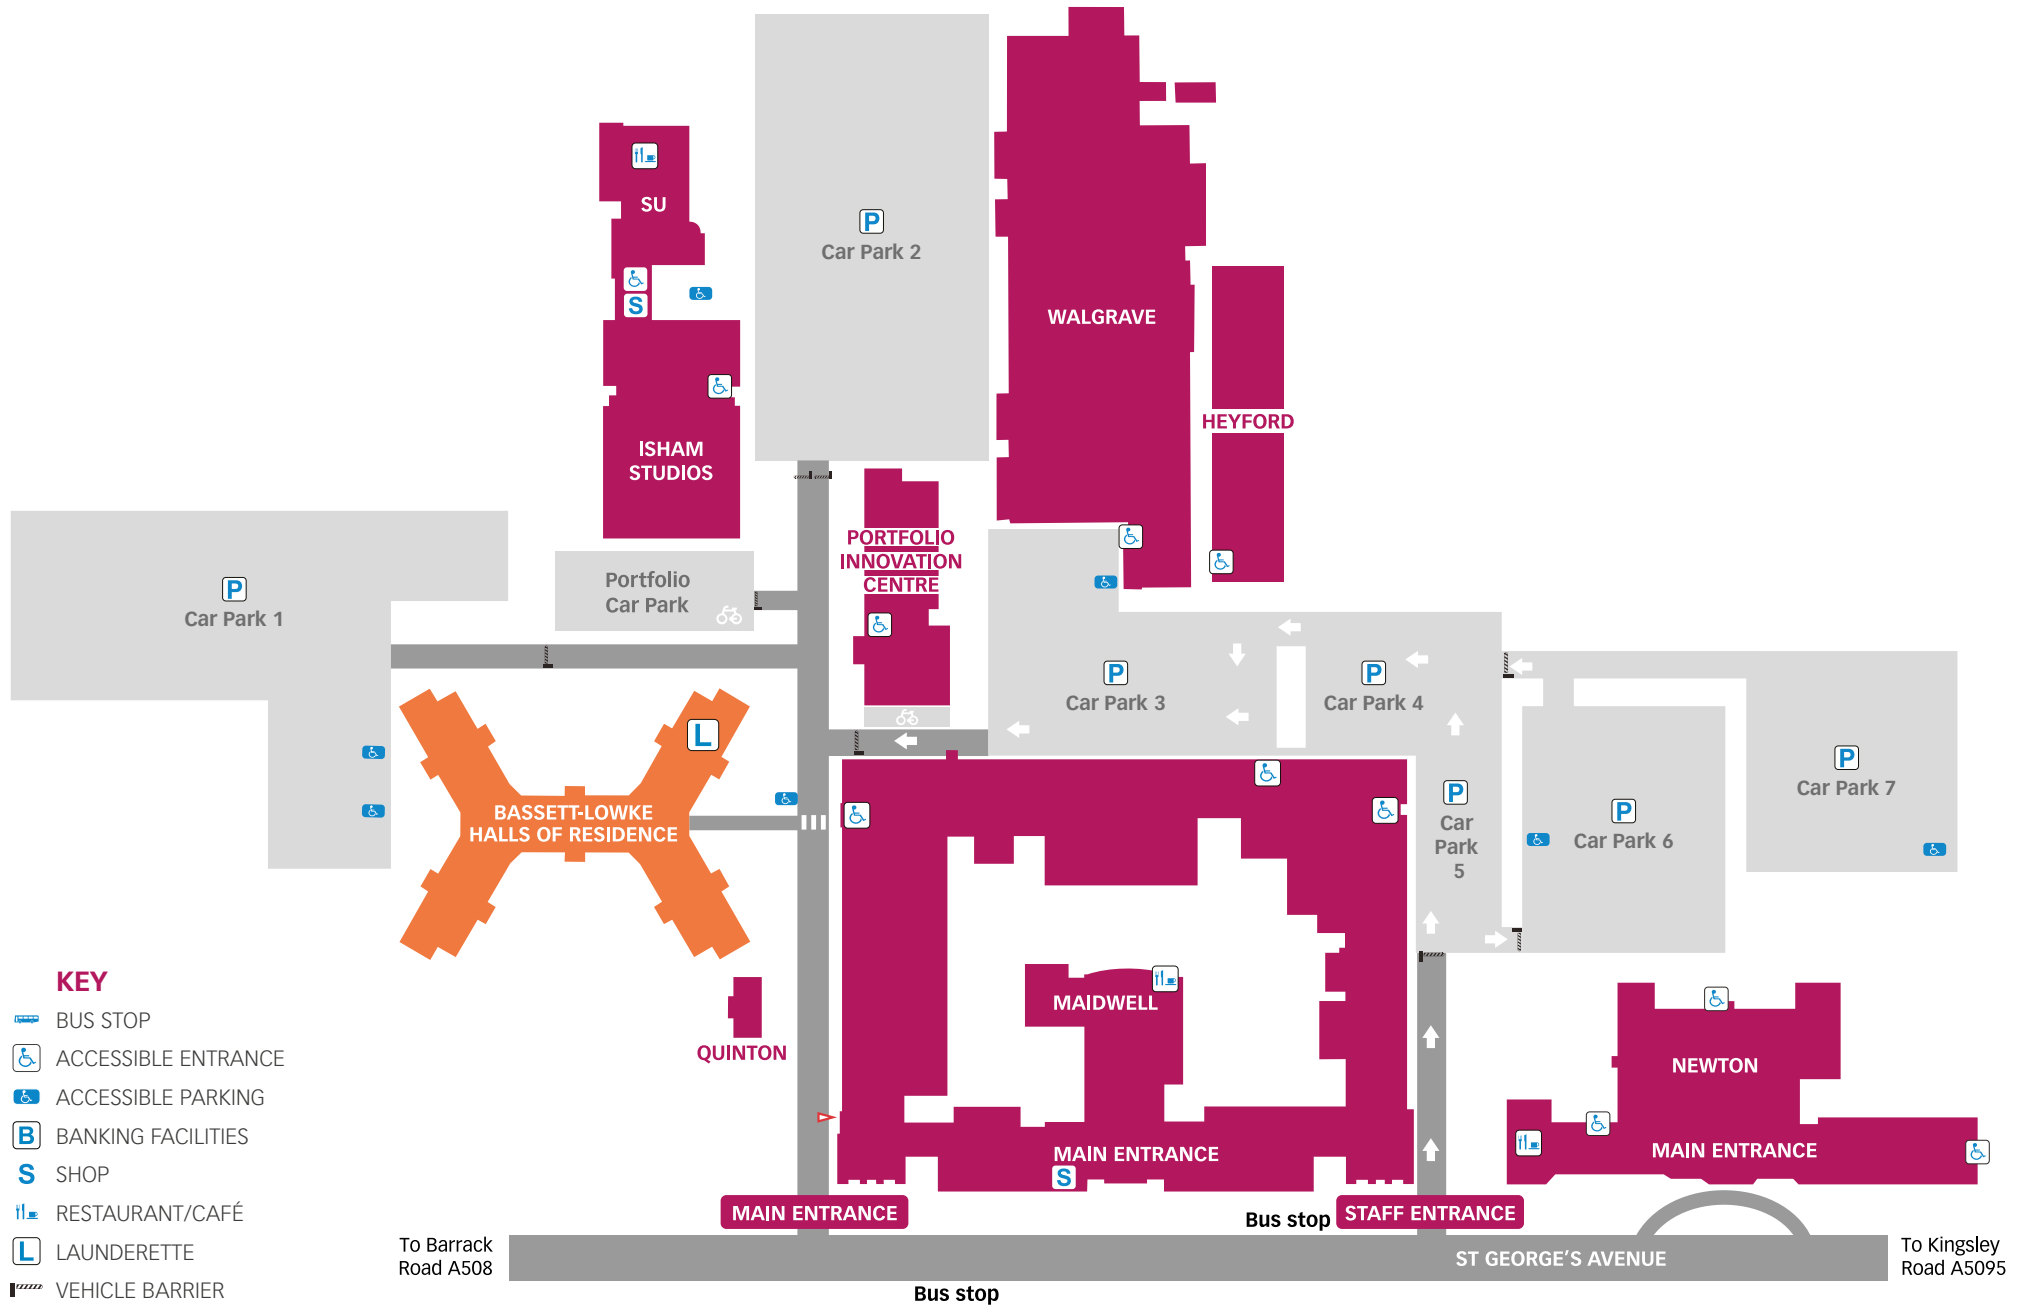 SU
S
P
Car Park 2
WALGRAVE
HEYFORD
ISHAM
STUDIOS
PORTFOLIO
INNOVATION
CENTRE
P
Car Park 1
Portfolio
Car Park
P
Car Park 3
P
Car Park 4
L
BASSETT-LOWKE
HALLS OF RESIDENCE
P
Car
Park
5
P
Car Park 6
P
Car Park 7
MAIDWELL
QUINTON
NEWTON
MAIN ENTRANCE
S
MAIN ENTRANCE
MAIN ENTRANCE
Bus stop
STAFF ENTRANCE
To Barrack
Road A508
ST GEORGE'S AVENUE
To Kingsley
Road A5095
Bus stop
KEY
BUS STOP
ACCESSIBLE ENTRANCE
ACCESSIBLE PARKING
B BANKING FACILITIES
S SHOP
RESTAURANT/CAFÉ
L LAUNDERETTE
VEHICLE BARRIER